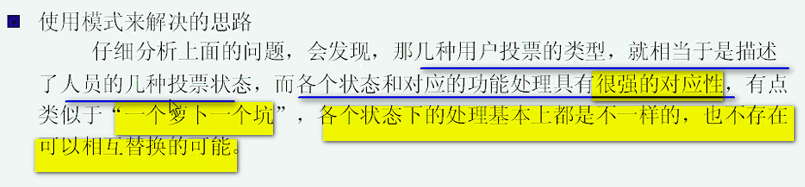 使用模式来解决的思路
仔细分析上面的问题，会发现，那几种用户投票的类型，就相当于是描述
了人员的几种投票状态，而各个状态和对应的功能处理具有很强的对应性，有点
类似于“一个萝卜一个坑”，各个状态下的处理基本上都是不一样的，也不存在
可以相互替换的可能。